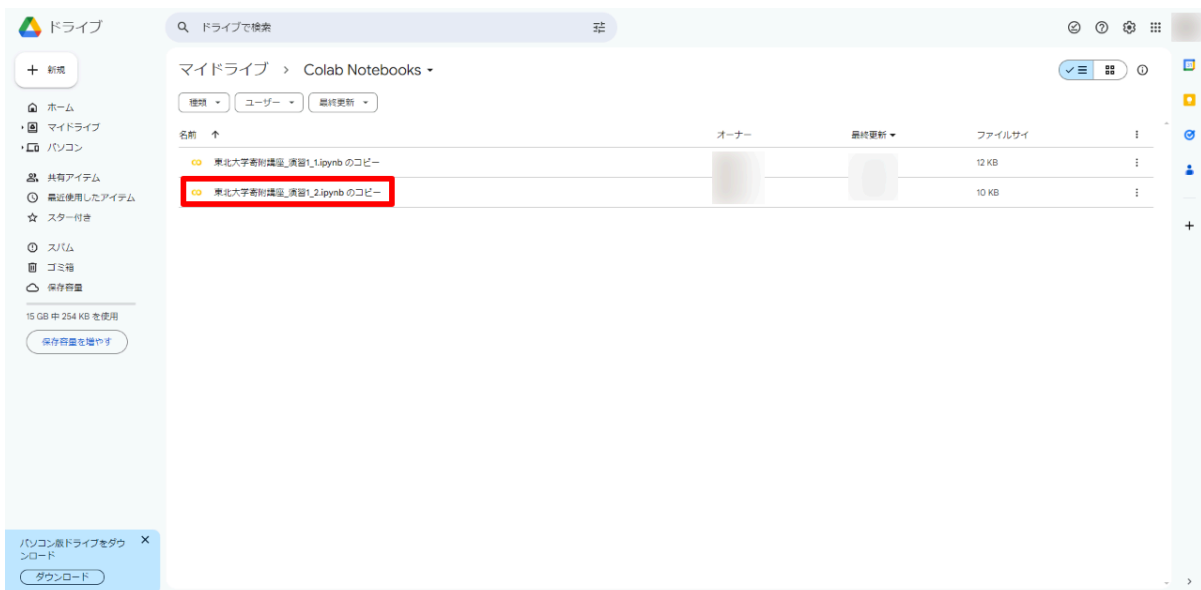 ドライブ
ドライブで検索
新規
ホーム
マイドライブ
パソコン
共有アイテム
最近使用したアイテム
スター付き
スパム
ゴミ箱
保存容量
15 GB 中 254 KB を使用
保存容量を増やす
マイドライブ > Colab Notebooks
種類 ユーザー 最終更新
名前 オーナー 最終更新 ファイルサイ
東北大学寄附講座_演習1_1.ipynb のコピー 12 KB
東北大学寄附講座_演習1_2.ipynb のコピー 10 KB
パソコン版ドライブをダウ
ンロード
ダウンロード